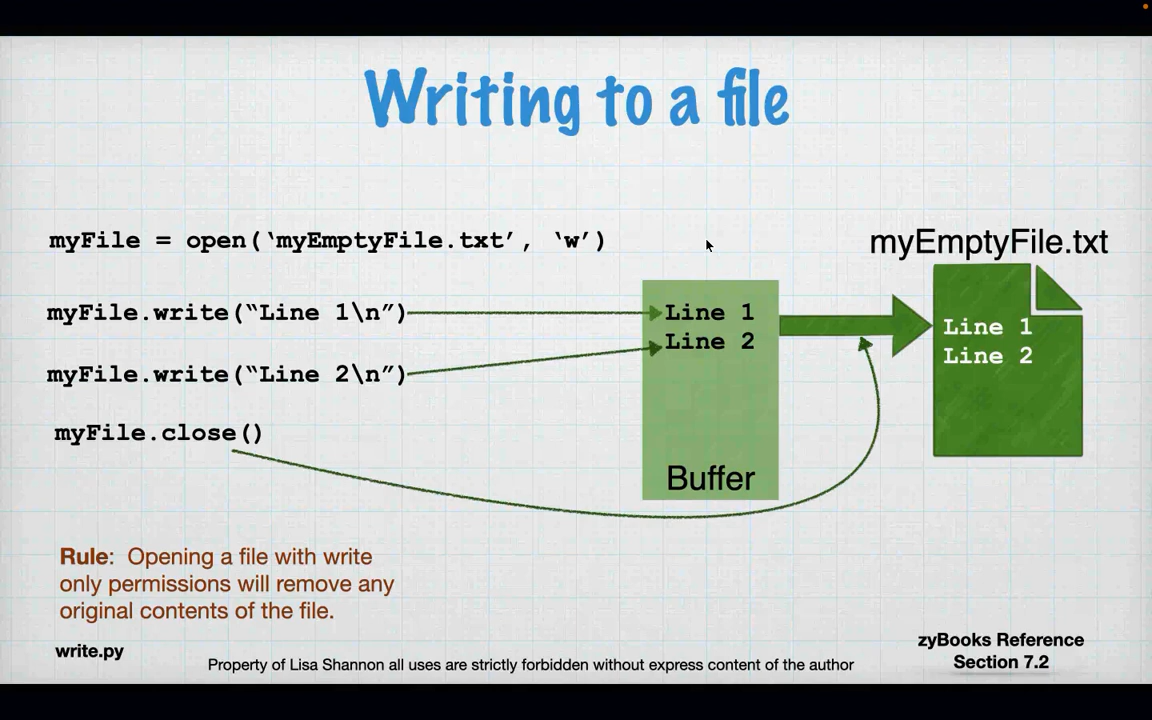 Writing to a file
myFile = open(‘myEmptyFile.txt’, ‘w’)
myEmptyFile.txt
myFile.write(“Line 1\n”)
myFile.write(“Line 2\n”)
myFile.close()
Line 1
Line 2
Buffer
Line 1
Line 2
Rule:  Opening a file with write
only permissions will remove any
original contents of the file.
write.py
Property of Lisa Shannon all uses are strictly forbidden without express content of the author
zyBooks Reference
Section 7.2